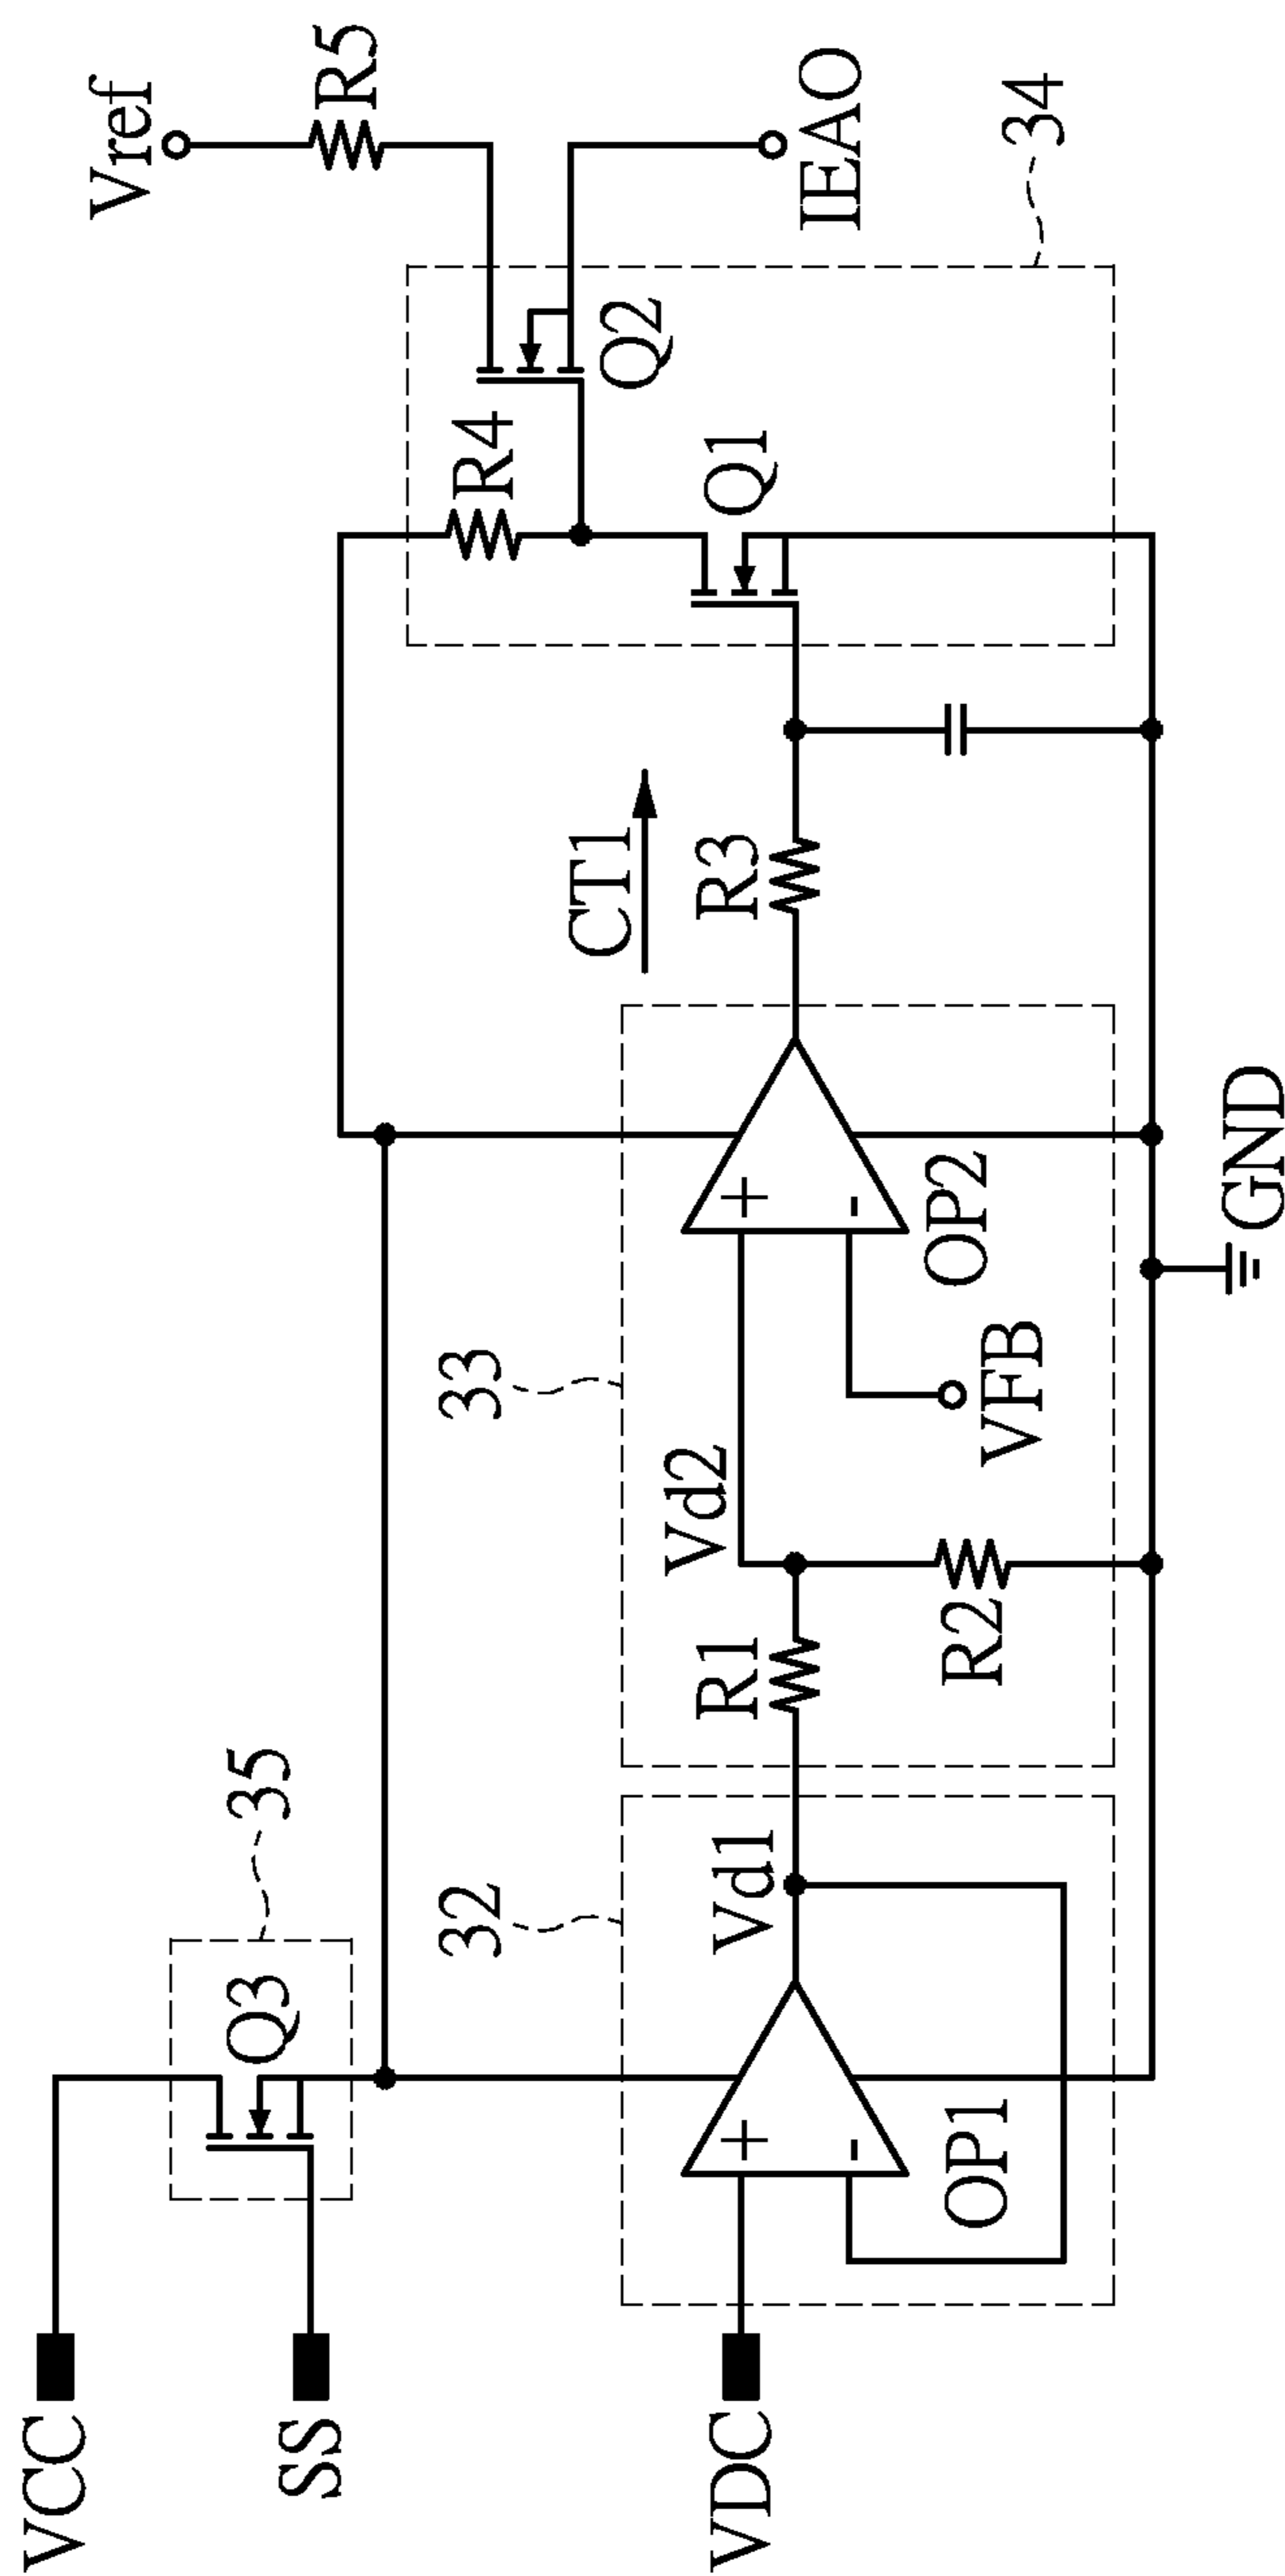 VCC
SS
VDC
Q3
35
32
OP1
+
-
Vd1
R1
R2
Vd2
33
VFB
OP2
+
-
GND
CT1
R3
R4
Q1
Q2
34
Vref
R5
IEAO